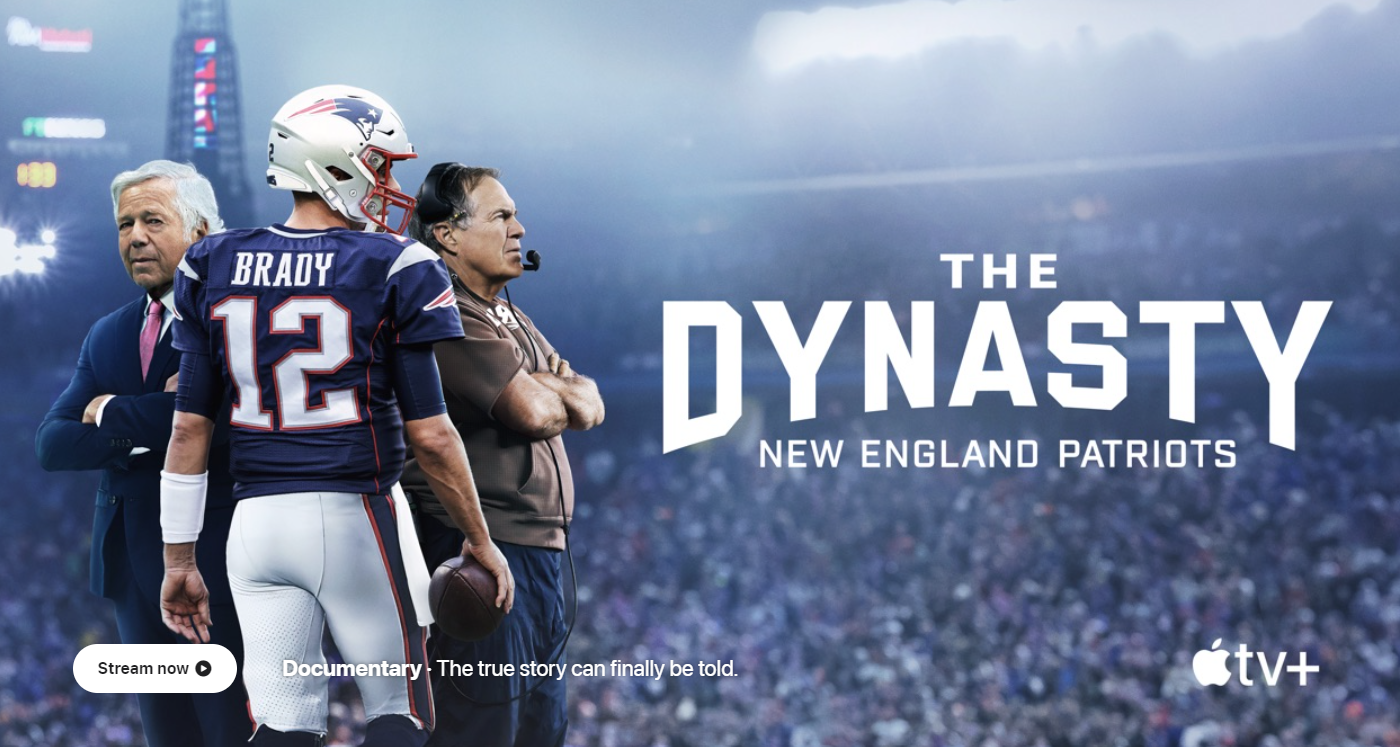 BRADY
12
THE
DYNASTY
NEW ENGLAND PATRIOTS
Stream now
Documentary · The true story can finally be told.
tv+